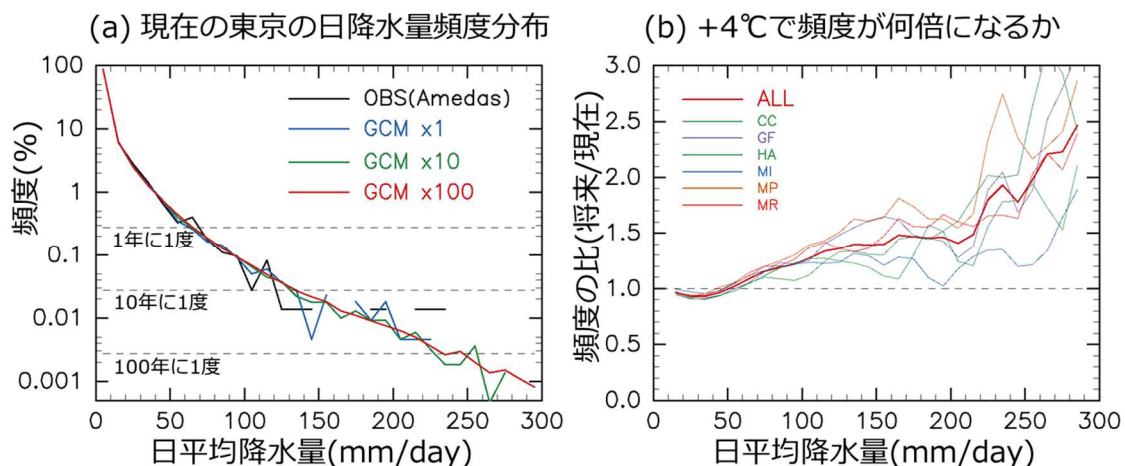 (a) 現在の東京の日降水量頻度分布
100
10
1
0.1
0.01
0.001
頻度(%)
OBS(Amedas)
GCM x1
GCM x10
GCM x100
1年に1度
10年に1度
100年に1度
0 50 100 150 200 250 300
日平均降水量(mm/day)
(b) +4℃で頻度が何倍になるか
3.0
2.5
2.0
1.5
1.0
0.5
0.0
頻度の比(将来/現在)
ALL
CC
GF
HA
MI
MP
MR
0 50 100 150 200 250 300
日平均降水量(mm/day)